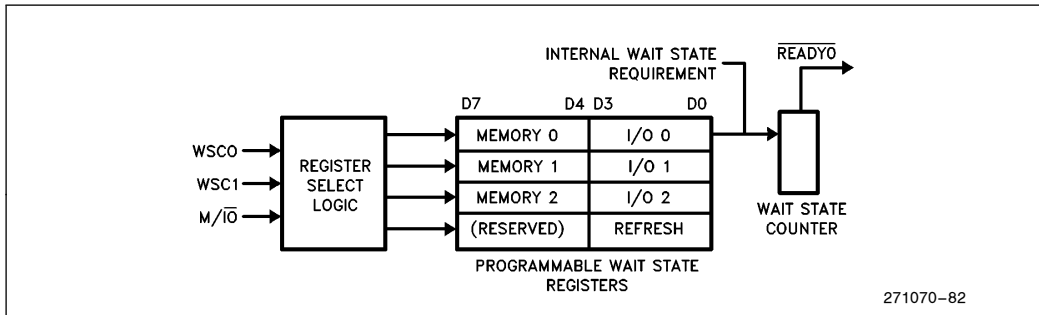 INTERNAL WAIT STATE
REQUIREMENT
READYO
D7 D4 D3 D0
WSC0
WSC1
M/IO
REGISTER
SELECT
LOGIC
MEMORY 0 I/O 0
MEMORY 1 I/O 1
MEMORY 2 I/O 2
(RESERVED) REFRESH
WAIT STATE
COUNTER
PROGRAMMABLE WAIT STATE
REGISTERS
271070-82